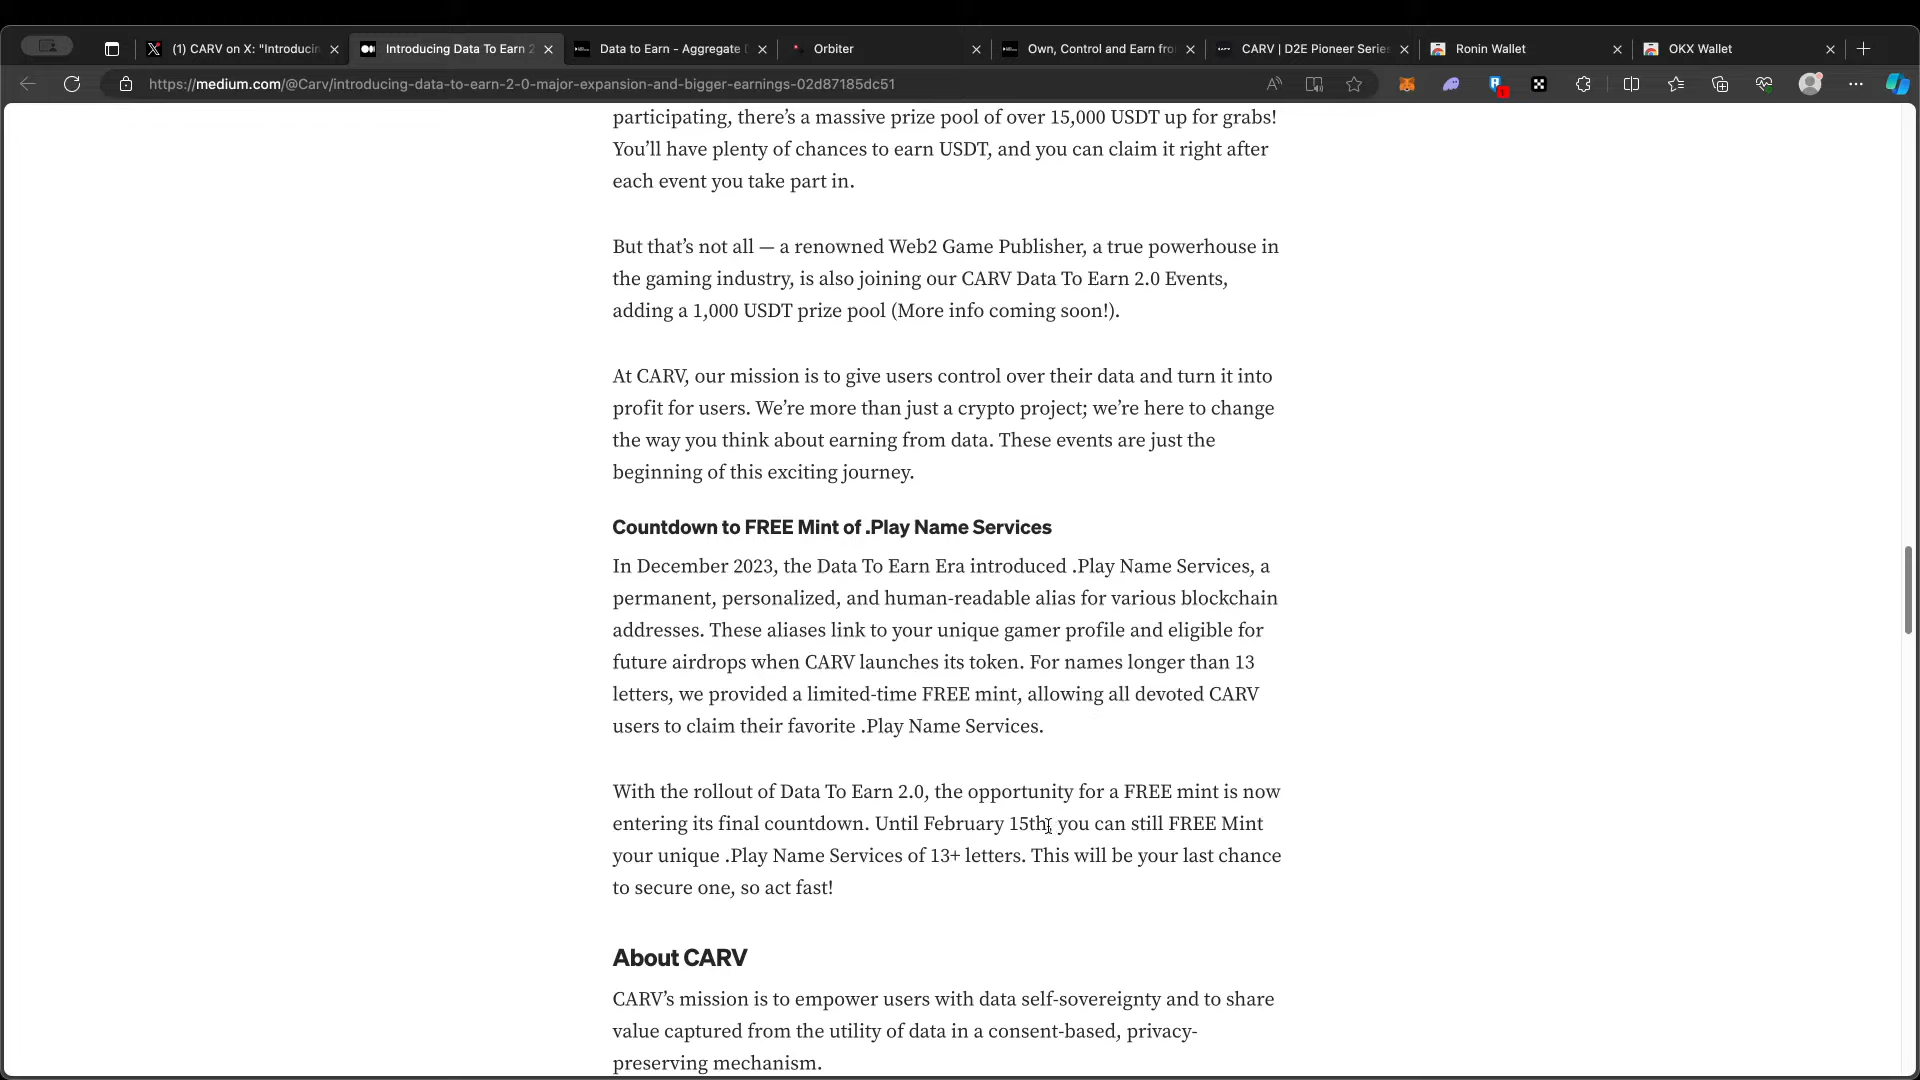 (1) CARV on X: "Introducin
Introducing Data To Earn 2
Data to Earn - Aggregate
Orbiter
Own, Control and Earn fro
CARV | D2E Pioneer Series
Ronin Wallet
OKX Wallet
https://medium.com/@Carv/introducing-data-to-earn-2-0-major-expansion-and-bigger-earnings-02d87185dc51
participating, there’s a massive prize pool of over 15,000 USDT up for grabs!
You’ll have plenty of chances to earn USDT, and you can claim it right after
each event you take part in.
But that’s not all — a renowned Web2 Game Publisher, a true powerhouse in
the gaming industry, is also joining our CARV Data To Earn 2.0 Events,
adding a 1,000 USDT prize pool (More info coming soon!).
At CARV, our mission is to give users control over their data and turn it into
profit for users. We’re more than just a crypto project; we’re here to change
the way you think about earning from data. These events are just the
beginning of this exciting journey.
Countdown to FREE Mint of .Play Name Services
In December 2023, the Data To Earn Era introduced .Play Name Services, a
permanent, personalized, and human-readable alias for various blockchain
addresses. These aliases link to your unique gamer profile and eligible for
future airdrops when CARV launches its token. For names longer than 13
letters, we provided a limited-time FREE mint, allowing all devoted CARV
users to claim their favorite .Play Name Services.
With the rollout of Data To Earn 2.0, the opportunity for a FREE mint is now
entering its final countdown. Until February 15th, you can still FREE Mint
your unique .Play Name Services of 13+ letters. This will be your last chance
to secure one, so act fast!
About CARV
CARV’s mission is to empower users with data self-sovereignty and to share
value captured from the utility of data in a consent-based, privacy-
preserving mechanism.